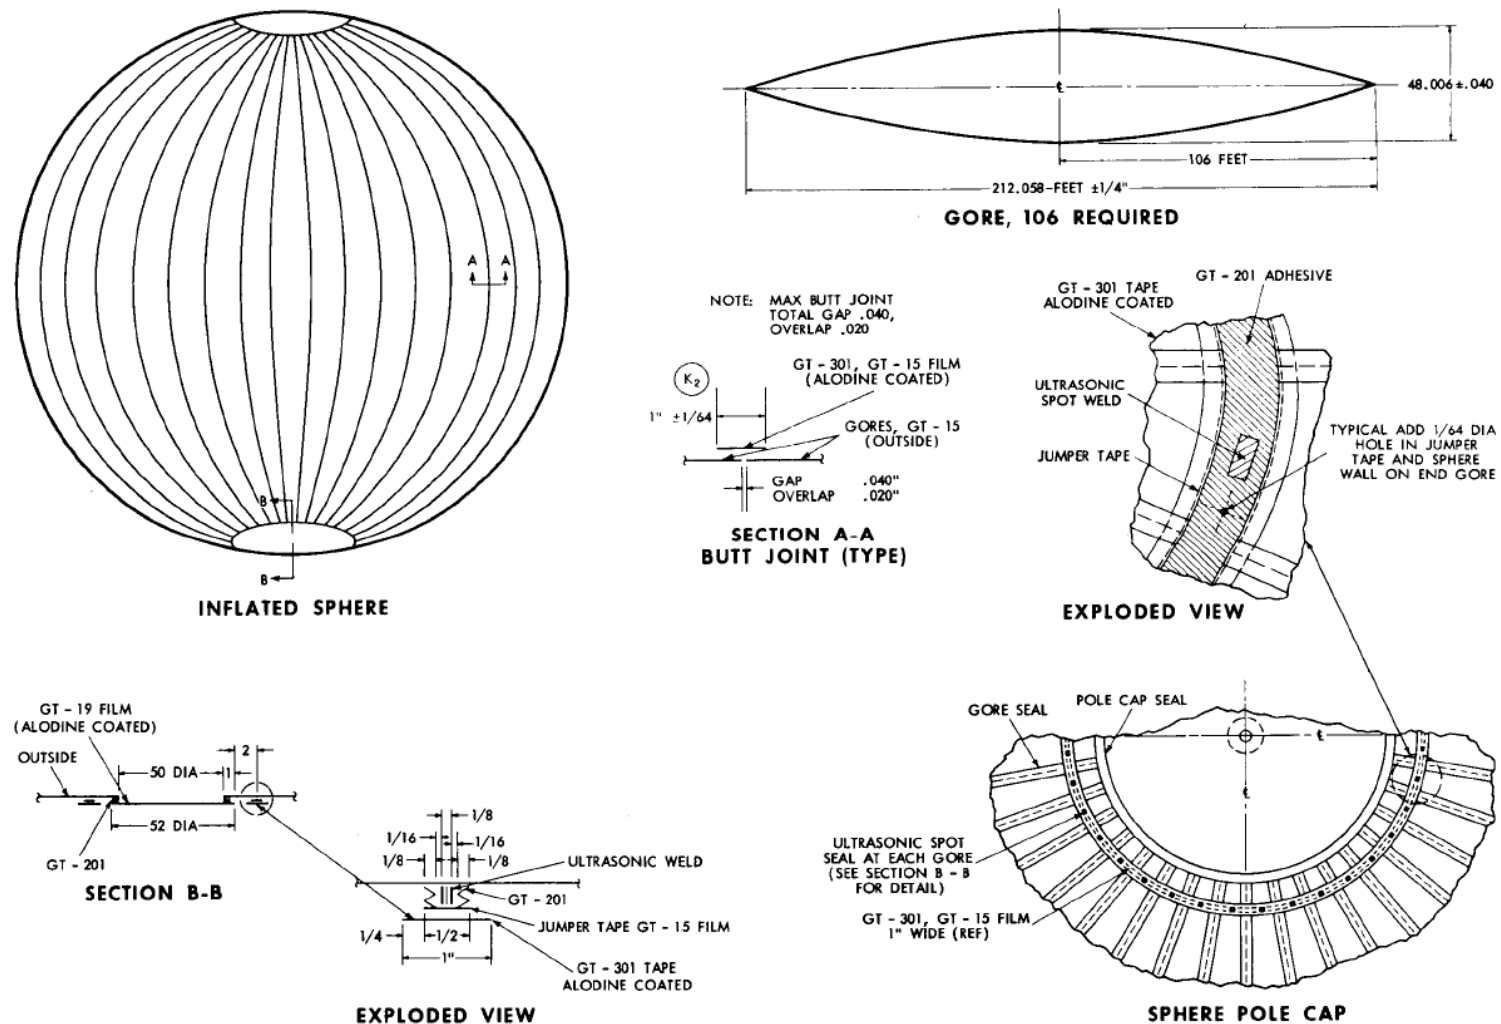 48.006±.040
℄
106 FEET
212.058-FEET ±1/4"
GORE, 106 REQUIRED
A A
B
B
INFLATED SPHERE
NOTE: MAX BUTT JOINT
TOTAL GAP .040,
OVERLAP .020
K2
GT - 301, GT - 15 FILM
(ALODINE COATED)
1" ±1/64
GORES, GT - 15
(OUTSIDE)
GAP .040"
OVERLAP .020"
SECTION A-A
BUTT JOINT (TYPE)
GT - 301 TAPE
ALODINE COATED
GT - 201 ADHESIVE
ULTRASONIC
SPOT WELD
JUMPER TAPE
TYPICAL ADD 1/64 DIA
HOLE IN JUMPER
TAPE AND SPHERE
WALL ON END GORE
EXPLODED VIEW
GT - 19 FILM
(ALODINE COATED)
OUTSIDE
2
50 DIA
1
52 DIA
GT - 201
SECTION B-B
1/8
1/16
1/16
1/8
1/8
ULTRASONIC WELD
GT - 201
JUMPER TAPE GT - 15 FILM
1/4
1/2
1"
GT - 301 TAPE
ALODINE COATED
EXPLODED VIEW
GORE SEAL
POLE CAP SEAL
℄
℄
ULTRASONIC SPOT
SEAL AT EACH GORE
(SEE SECTION B - B
FOR DETAIL)
GT - 301, GT - 15 FILM
1" WIDE (REF)
SPHERE POLE CAP